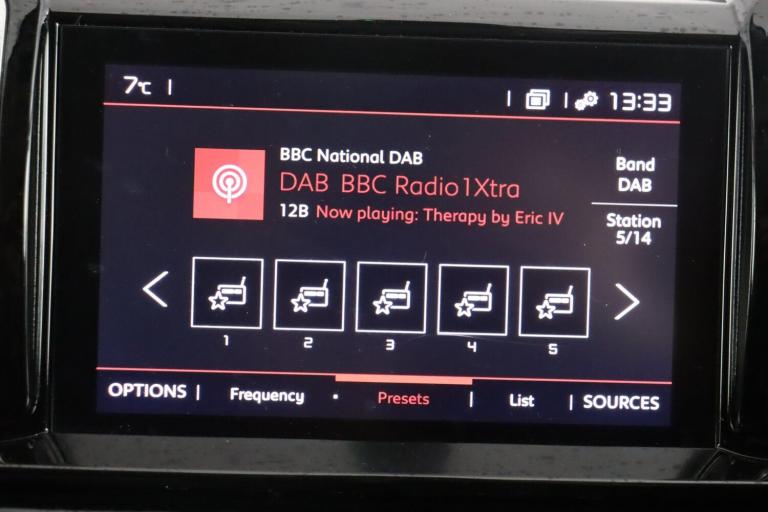 7°C |
| | 13:33
BBC National DAB
DAB BBC Radio1Xtra
12B Now playing: Therapy by Eric IV
Band
DAB
Station
5/14
1 2 3 4 5
OPTIONS | Frequency • Presets | List | SOURCES